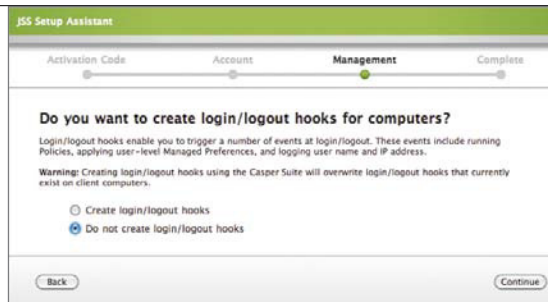 JSS Setup Assistant
Activation Code Account Management Complete
Do you want to create login/logout hooks for computers?
Login/logout hooks enable you to trigger a number of events at login/logout. These events include running
Policies, applying user-level Managed Preferences, and logging user name and IP address.
Warning: Creating login/logout hooks using the Casper Suite will overwrite login/logout hooks that currently
exist on client computers.
Create login/logout hooks
Do not create login/logout hooks
Back Continue